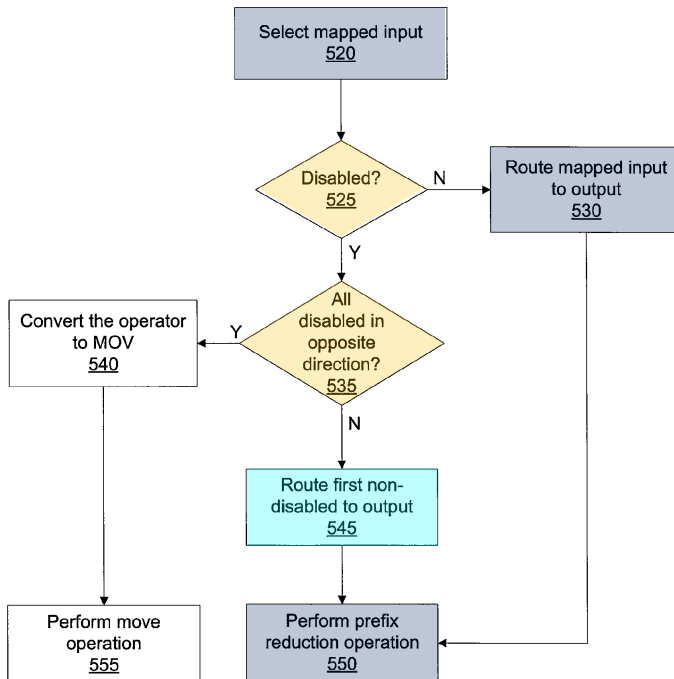 Select mapped input
520
Disabled?
525
N
Route mapped input
to output
530
Y
All
disabled in
opposite
direction?
535
Y
Convert the operator
to MOV
540
N
Route first non-
disabled to output
545
Perform move
operation
555
Perform prefix
reduction operation
550